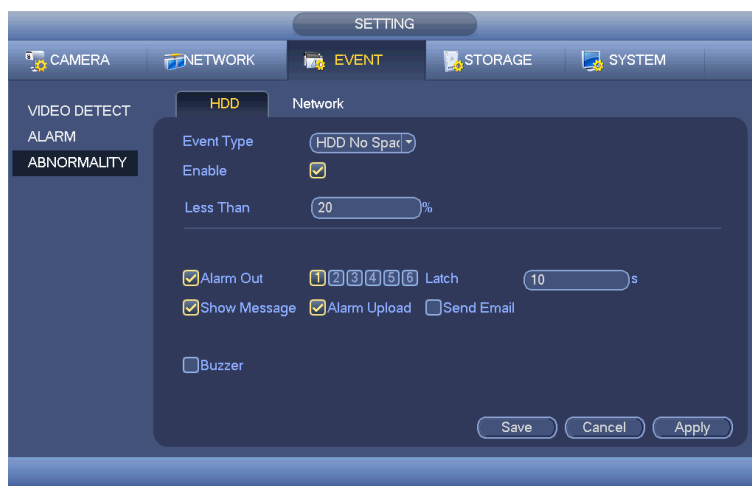 SETTING
CAMERA NETWORK EVENT STORAGE SYSTEM
VIDEO DETECT
ALARM
ABNORMALITY
HDD Network
Event Type HDD No Spac
Enable
Less Than 20 %
Alarm Out 1 2 3 4 5 6 Latch 10 s
Show Message Alarm Upload Send Email
Buzzer
Save Cancel Apply